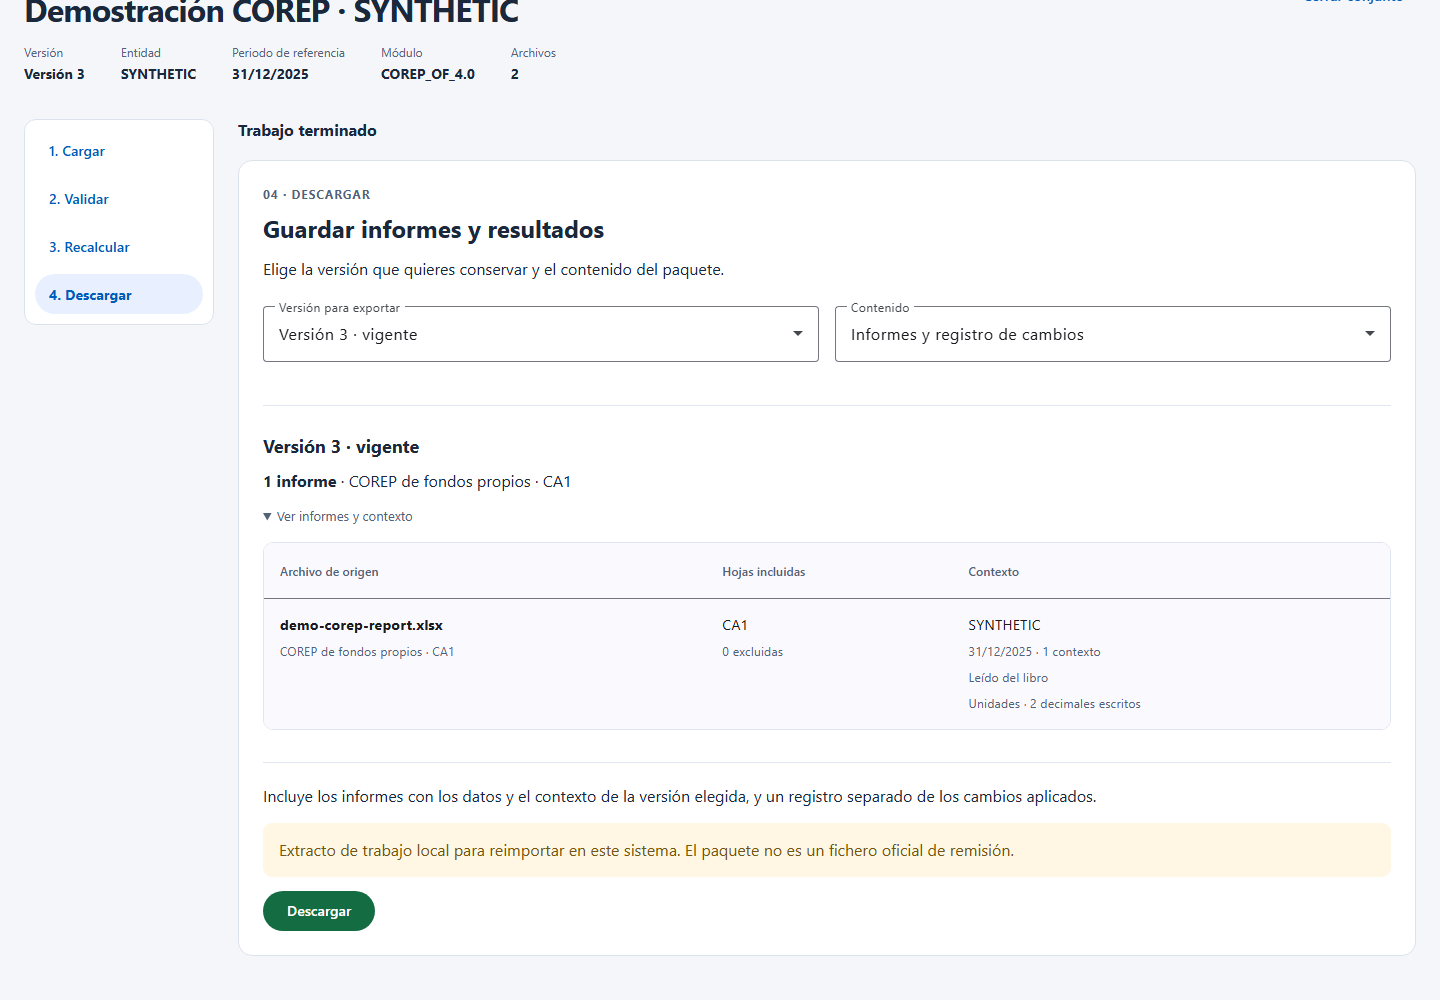 Demostración COREP · SYNTHETIC
Versión
Entidad
Periodo de referencia
Módulo
Archivos
Versión 3
SYNTHETIC
31/12/2025
COREP_OF_4.0
2
1. Cargar
2. Validar
3. Recalcular
4. Descargar
Trabajo terminado
04 · DESCARGAR
Guardar informes y resultados
Elige la versión que quieres conservar y el contenido del paquete.
Versión para exportar
Versión 3 · vigente
Contenido
Informes y registro de cambios
Versión 3 · vigente
1 informe · COREP de fondos propios · CA1
▼ Ver informes y contexto
Archivo de origen
Hojas incluidas
Contexto
demo-corep-report.xlsx
COREP de fondos propios · CA1
CA1
0 excluidas
SYNTHETIC
31/12/2025 · 1 contexto
Leído del libro
Unidades · 2 decimales escritos
Incluye los informes con los datos y el contexto de la versión elegida, y un registro separado de los cambios aplicados.
Extracto de trabajo local para reimportar en este sistema. El paquete no es un fichero oficial de remisión.
Descargar